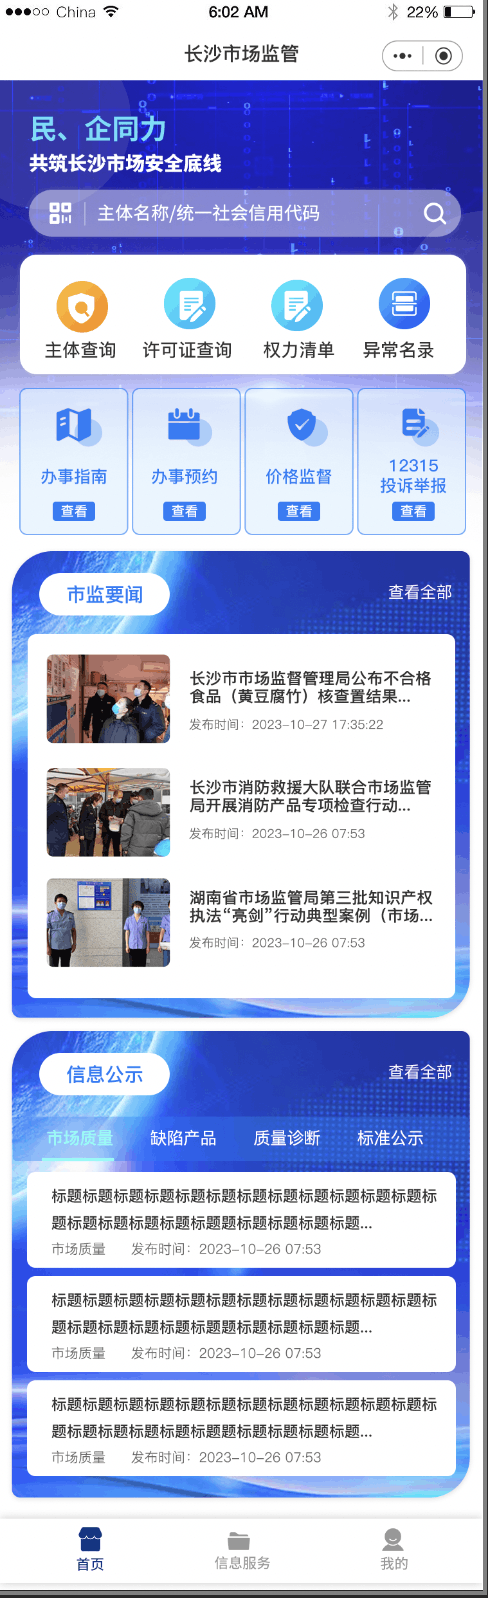 China 6:02 AM 22%
长沙市场监管
民、企同力
共筑长沙市场安全底线
主体名称/统一社会信用代码
主体查询 许可证查询 权力清单 异常名录
办事指南 办事预约 价格监督 12315
投诉举报
查看 查看 查看 查看
市监要闻 查看全部
长沙市市场监督管理局公布不合格
食品（黄豆腐竹）核查置结果...
发布时间：2023-10-27 17:35:22
长沙市消防救援大队联合市场监管
局开展消防产品专项检查行动...
发布时间：2023-10-26 07:53
湖南省市场监管局第三批知识产权
执法“亮剑”行动典型案例（市场...
发布时间：2023-10-26 07:53
信息公示 查看全部
市场质量 缺陷产品 质量诊断 标准公示
标题标题标题标题标题标题标题标题标题标题标题标题标
题标题标题标题标题标题标题标题标题标题...
市场质量 发布时间：2023-10-26 07:53
标题标题标题标题标题标题标题标题标题标题标题标题标
题标题标题标题标题标题标题标题标题标题...
市场质量 发布时间：2023-10-26 07:53
标题标题标题标题标题标题标题标题标题标题标题标题标
题标题标题标题标题标题标题标题标题标题...
市场质量 发布时间：2023-10-26 07:53
首页 信息服务 我的